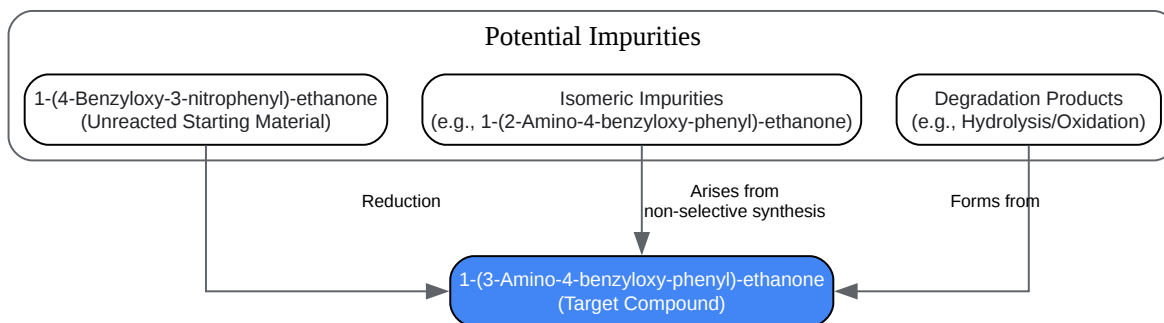 Potential Impurities
1-(4-Benzyloxy-3-nitrophenyl)-ethanone
(Unreacted Starting Material)
Isomeric Impurities
(e.g., 1-(2-Amino-4-benzyloxy-phenyl)-ethanone)
Degradation Products
(e.g., Hydrolysis/Oxidation)
Reduction
Arises from
non-selective synthesis
Forms from
1-(3-Amino-4-benzyloxy-phenyl)-ethanone
(Target Compound)